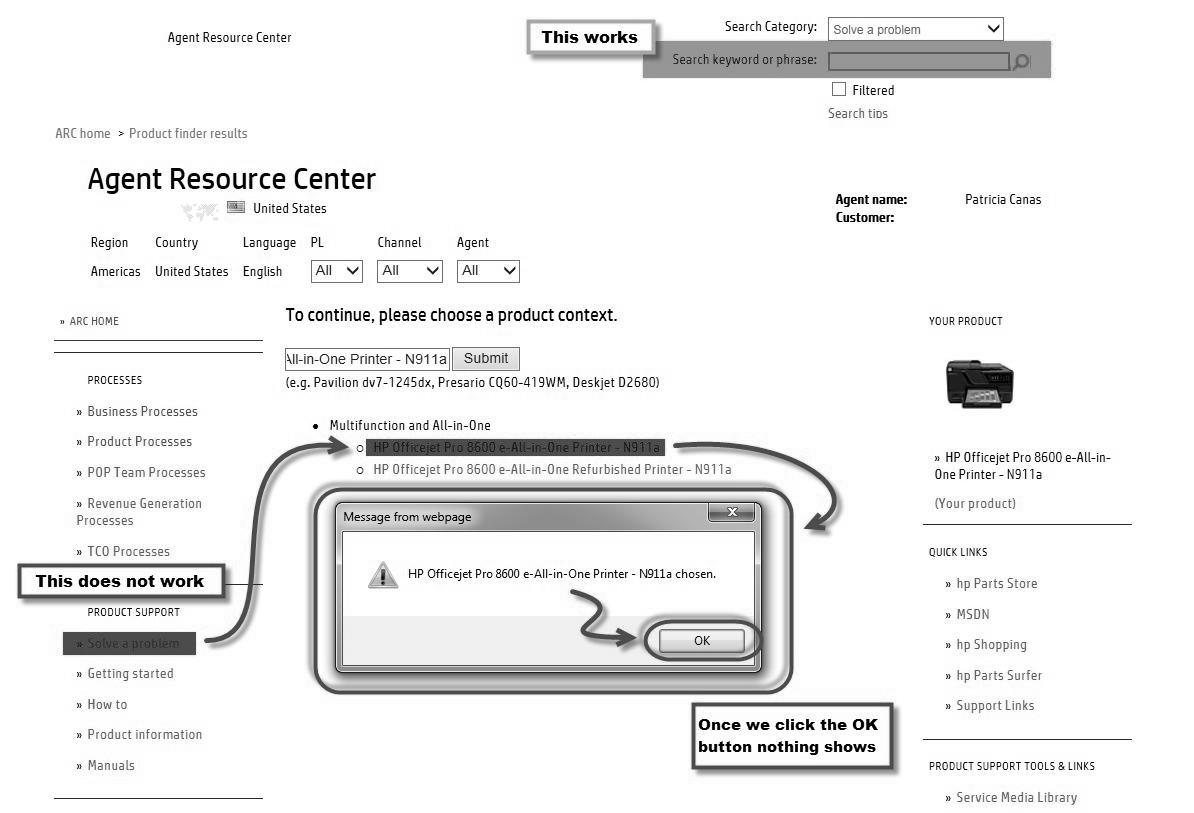 Agent Resource Center
This works
Search Category: Solve a problem
Search keyword or phrase:
Filtered
Search tips
ARC home > Product finder results
Agent Resource Center
United States
Agent name: Patricia Canas
Customer:
Region Country Language PL Channel Agent
Americas United States English All All All
» ARC HOME
PROCESSES
» Business Processes
» Product Processes
» POP Team Processes
» Revenue Generation
Processes
» TCO Processes
This does not work
PRODUCT SUPPORT
» Solve a problem
» Getting started
» How to
» Product information
» Manuals
To continue, please choose a product context.
All-in-One Printer - N911a Submit
(e.g. Pavilion dv7-1245dx, Presario CQ60-419WM, Deskjet D2680)
• Multifunction and All-in-One
○ HP Officejet Pro 8600 e-All-in-One Printer - N911a
○ HP Officejet Pro 8600 e-All-in-One Refurbished Printer - N911a
Message from webpage
x
HP Officejet Pro 8600 e-All-in-One Printer - N911a chosen.
OK
Once we click the OK
button nothing shows
YOUR PRODUCT
» HP Officejet Pro 8600 e-All-in-
One Printer - N911a
(Your product)
QUICK LINKS
» hp Parts Store
» MSDN
» hp Shopping
» hp Parts Surfer
» Support Links
PRODUCT SUPPORT TOOLS & LINKS
» Service Media Library